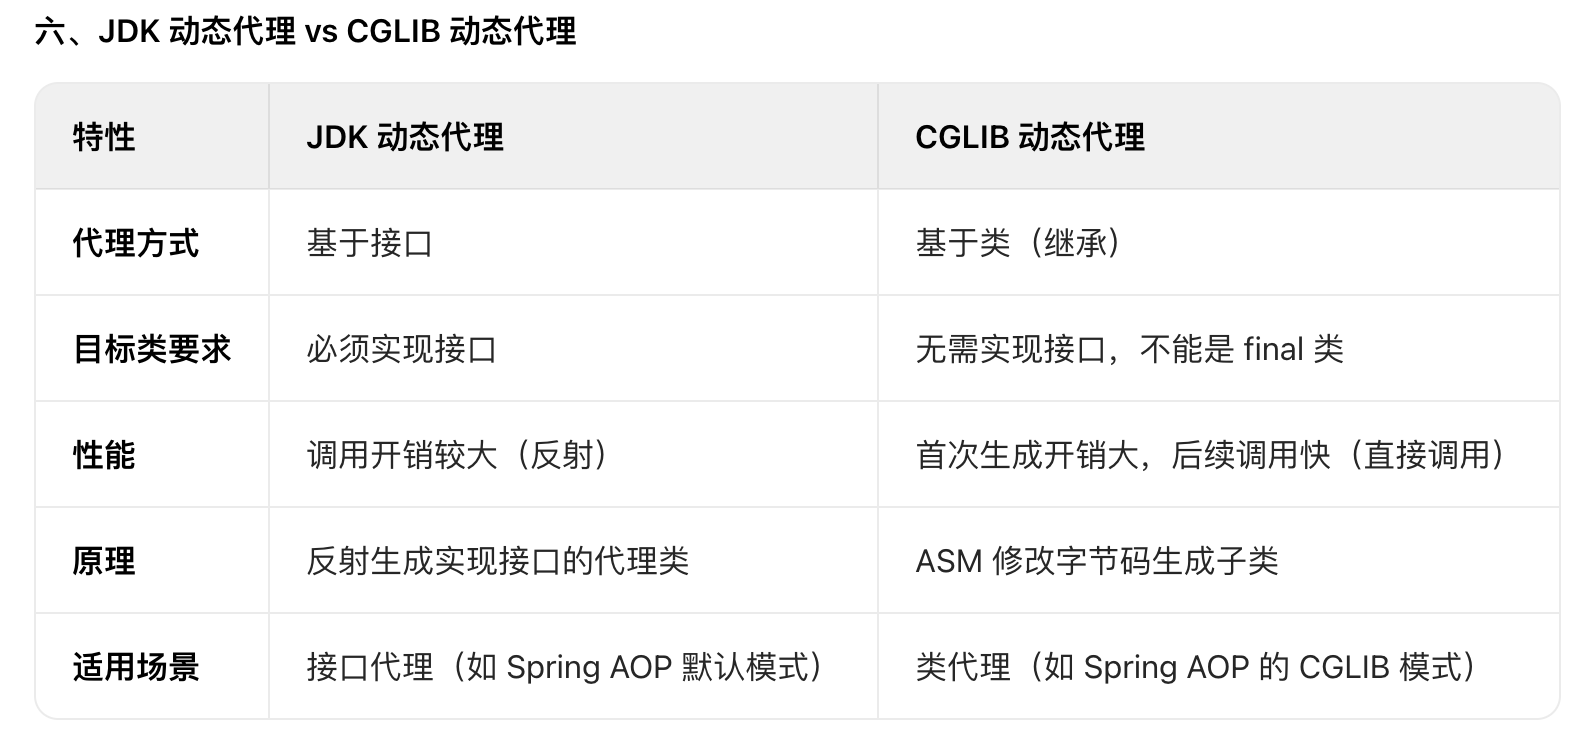 六、JDK 动态代理 vs CGLIB 动态代理
特性 JDK 动态代理 CGLIB 动态代理
代理方式 基于接口 基于类（继承）
目标类要求 必须实现接口 无需实现接口，不能是 final 类
性能 调用开销较大（反射） 首次生成开销大，后续调用快（直接调用）
原理 反射生成实现接口的代理类 ASM 修改字节码生成子类
适用场景 接口代理（如 Spring AOP 默认模式） 类代理（如 Spring AOP 的 CGLIB 模式）